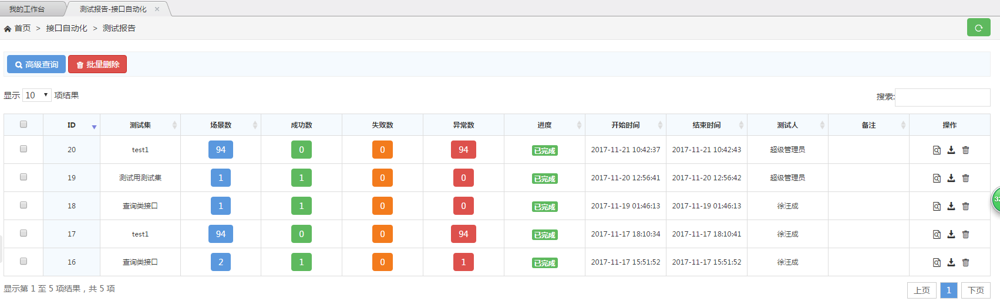 我的工作台 测试报告-接口自动化 ×
首页 > 接口自动化 > 测试报告
高级查询 批量删除
显示 10 项结果 搜索:
ID 测试集 场景数 成功数 失败数 异常数 进度 开始时间 结束时间 测试人 备注 操作
20 test1 94 0 0 94 已完成 2017-11-21 10:42:37 2017-11-21 10:42:43 超级管理员
19 测试用测试集 1 1 0 0 已完成 2017-11-20 12:56:41 2017-11-20 12:56:42 超级管理员
18 查询类接口 1 1 0 0 已完成 2017-11-19 01:46:13 2017-11-19 01:46:13 徐汪成
17 test1 94 0 0 94 已完成 2017-11-17 18:10:34 2017-11-17 18:10:41 徐汪成
16 查询类接口 2 1 0 1 已完成 2017-11-17 15:51:52 2017-11-17 15:51:52 徐汪成
显示第 1 至 5 项结果，共 5 项 上页 1 下页